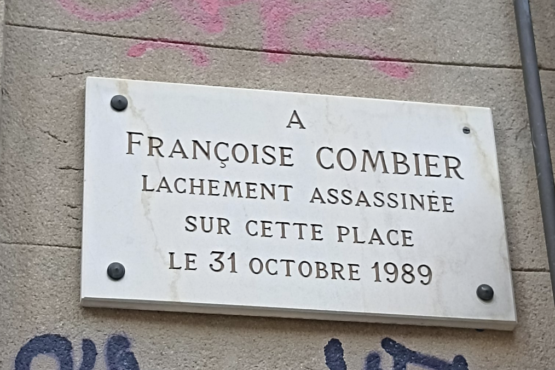 A
FRANÇOISE COMBIER
LACHEMENT ASSASSINÉE
SUR CETTE PLACE
LE 31 OCTOBRE 1989